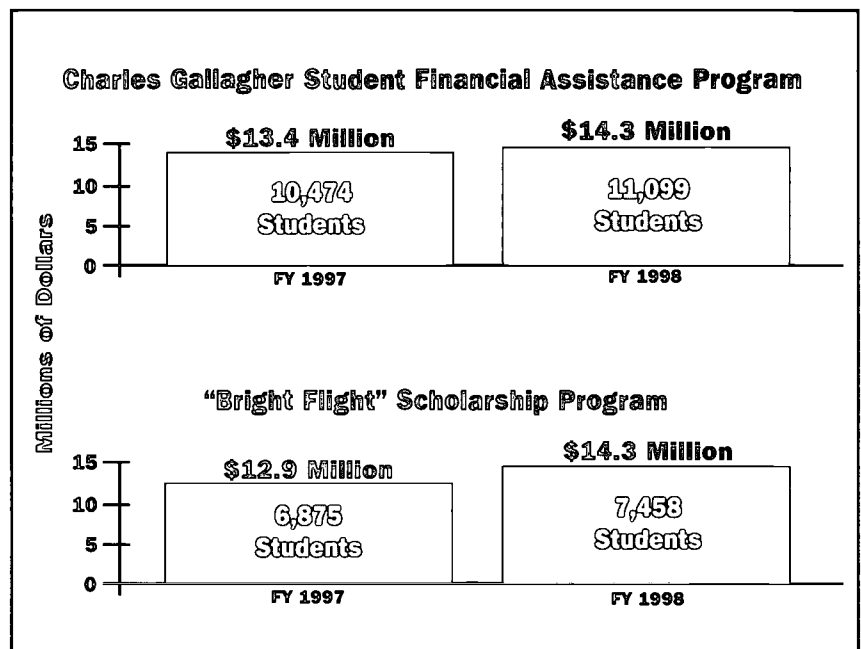 Charles Gallagher Student Financial Assistance Program
Millions of Dollars
15
10
5
0
$13.4 Million
$14.3 Million
10,474
Students
11,099
Students
FY 1997
FY 1998
“Bright Flight” Scholarship Program
15
10
5
0
$12.9 Million
$14.3 Million
6,875
Students
7,458
Students
FY 1997
FY 1998